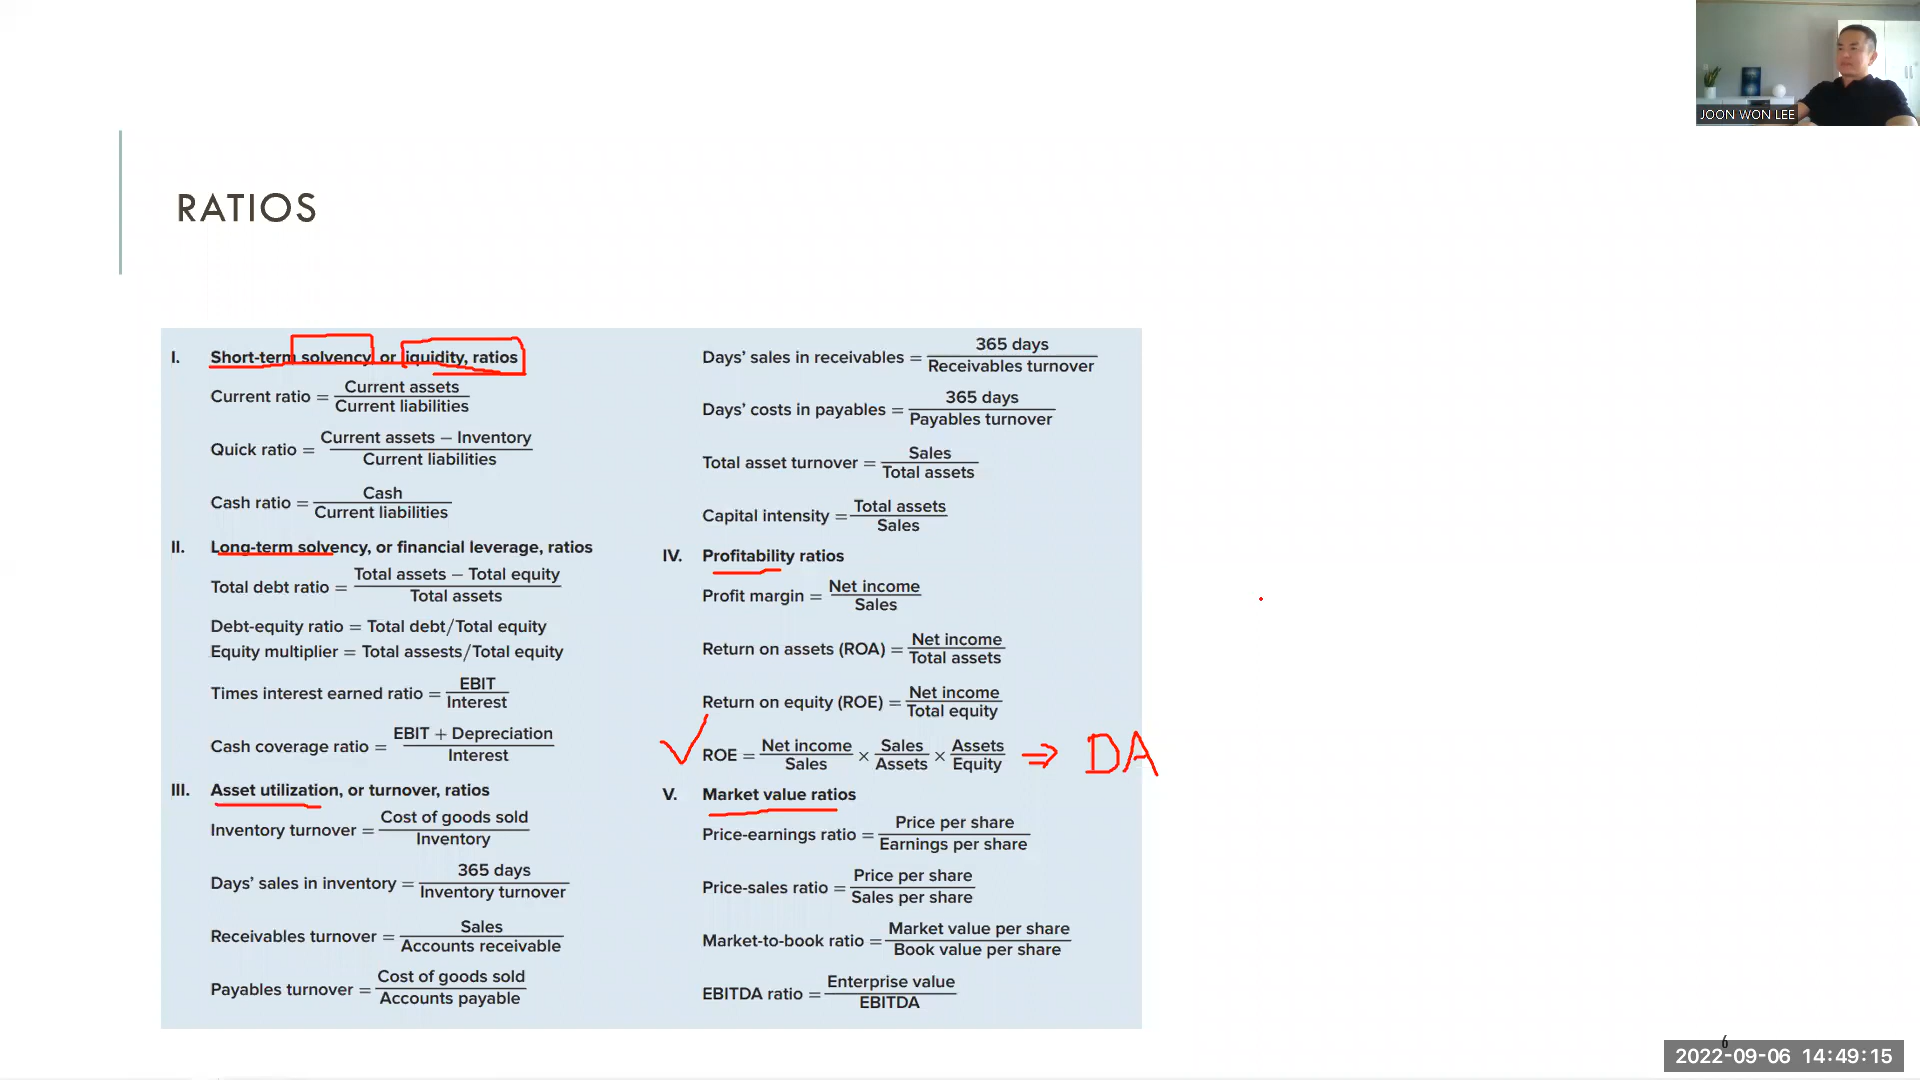 JOON WON LEE
RATIOS
I. Short-term solvency, or liquidity, ratios
Current ratio = Current assets / Current liabilities
Quick ratio = Current assets − Inventory / Current liabilities
Cash ratio = Cash / Current liabilities
II. Long-term solvency, or financial leverage, ratios
Total debt ratio = Total assets − Total equity / Total assets
Debt-equity ratio = Total debt/Total equity
Equity multiplier = Total assests/Total equity
Times interest earned ratio = EBIT / Interest
Cash coverage ratio = EBIT + Depreciation / Interest
III. Asset utilization, or turnover, ratios
Inventory turnover = Cost of goods sold / Inventory
Days’ sales in inventory = 365 days / Inventory turnover
Receivables turnover = Sales / Accounts receivable
Payables turnover = Cost of goods sold / Accounts payable
Days’ sales in receivables = 365 days / Receivables turnover
Days’ costs in payables = 365 days / Payables turnover
Total asset turnover = Sales / Total assets
Capital intensity = Total assets / Sales
IV. Profitability ratios
Profit margin = Net income / Sales
Return on assets (ROA) = Net income / Total assets
Return on equity (ROE) = Net income / Total equity
ROE = Net income / Sales × Sales / Assets × Assets / Equity ⇒ DA
V. Market value ratios
Price-earnings ratio = Price per share / Earnings per share
Price-sales ratio = Price per share / Sales per share
Market-to-book ratio = Market value per share / Book value per share
EBITDA ratio = Enterprise value / EBITDA
6
2022-09-06 14:49:15